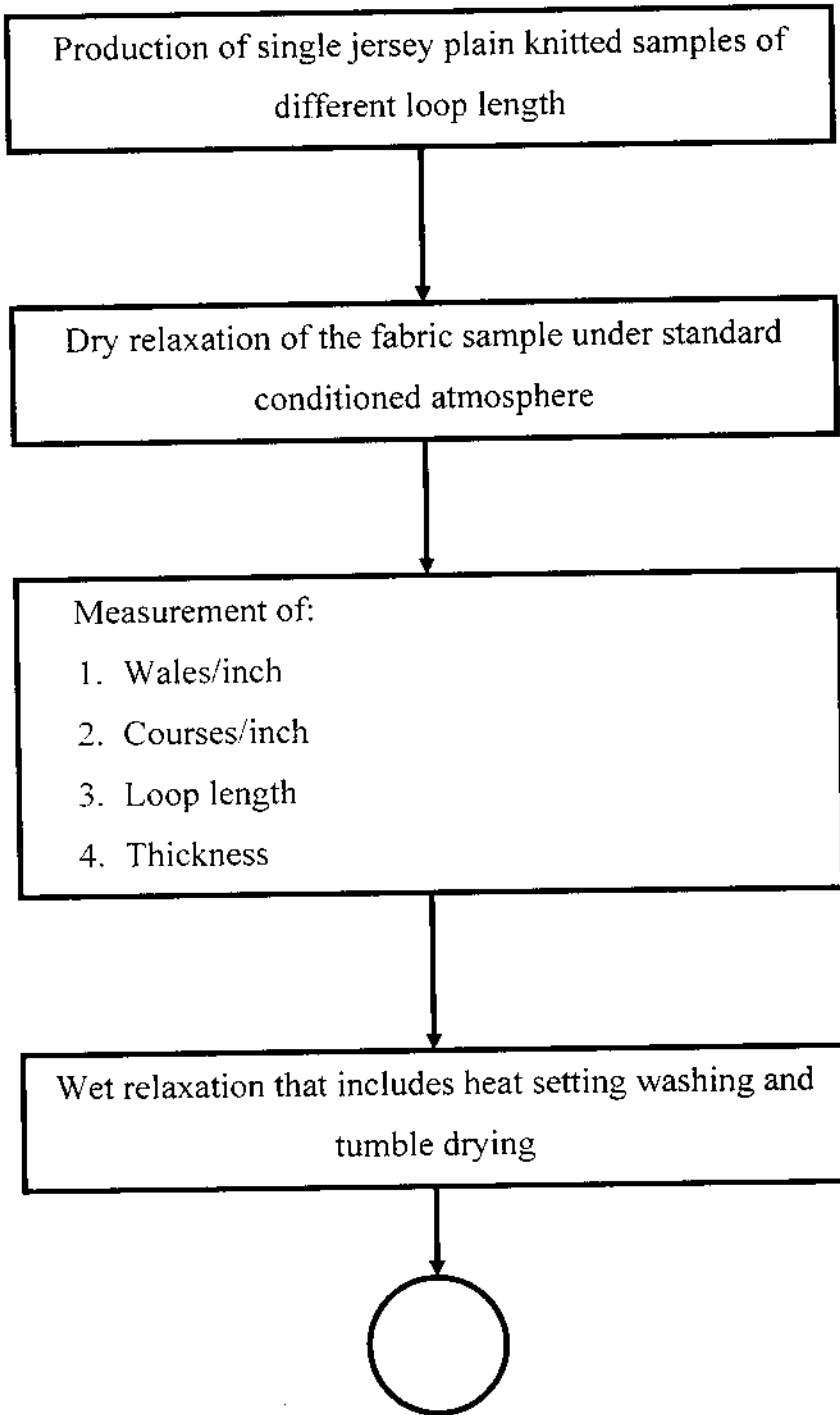 Production of single jersey plain knitted samples of
different loop length
Dry relaxation of the fabric sample under standard
conditioned atmosphere
Measurement of:
1. Wales/inch
2. Courses/inch
3. Loop length
4. Thickness
Wet relaxation that includes heat setting washing and
tumble drying